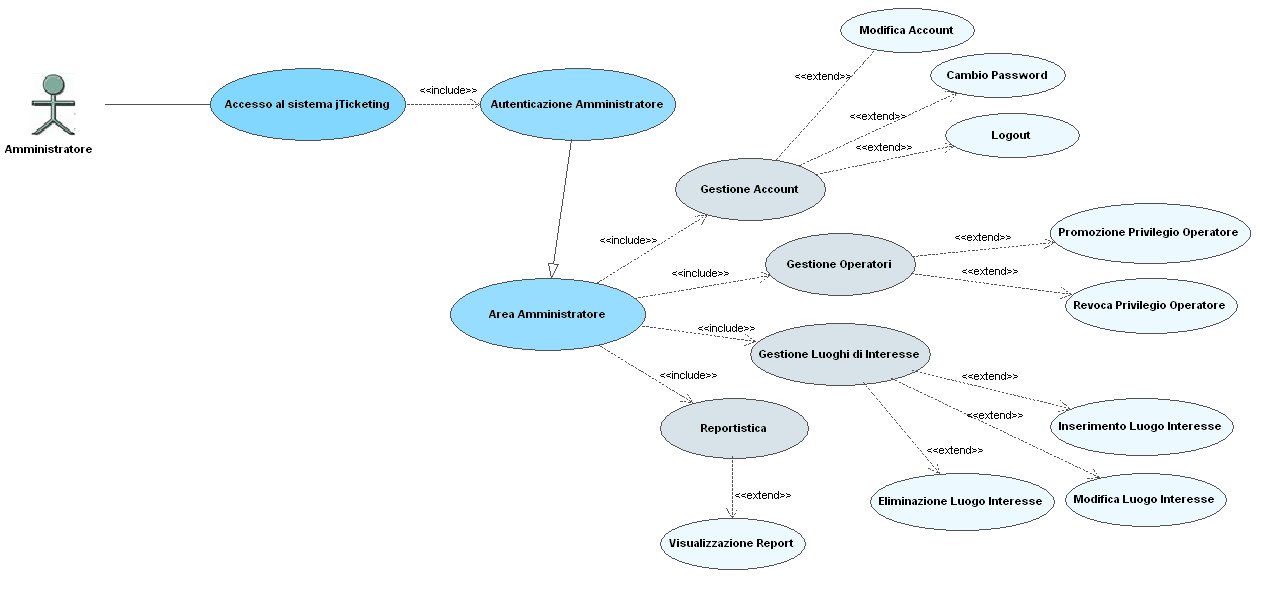 Modifica Account
<<extend>>
Cambio Password
Accesso al sistema jTicketing
<<include>>
Autenticazione Amministratore
<<extend>>
Logout
Amministratore
<<extend>>
Gestione Account
<<include>>
<<extend>>
Promozione Privilegio Operatore
Gestione Operatori
<<include>>
<<extend>>
Revoca Privilegio Operatore
Area Amministratore
<<include>>
Gestione Luoghi di Interesse
<<include>>
<<extend>>
<<extend>>
Inserimento Luogo Interesse
Reportistica
<<extend>>
<<extend>>
Eliminazione Luogo Interesse
Modifica Luogo Interesse
Visualizzazione Report